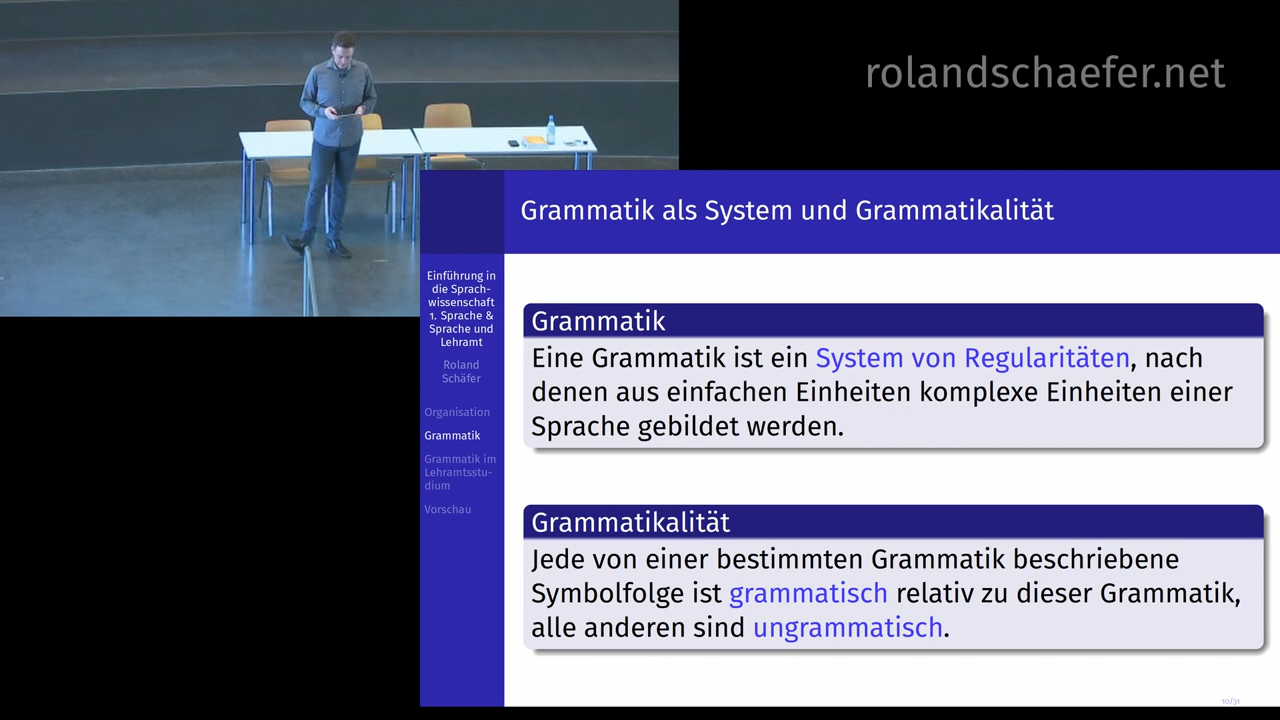 rolandschaefer.net
Grammatik als System und Grammatikalität
Einführung in
die Sprach-
wissenschaft
1. Sprache &
Sprache und
Lehramt
Roland
Schäfer
Organisation
Grammatik
Grammatik im
Lehramtsstu-
dium
Vorschau
Grammatik
Eine Grammatik ist ein System von Regularitäten, nach
denen aus einfachen Einheiten komplexe Einheiten einer
Sprache gebildet werden.
Grammatikalität
Jede von einer bestimmten Grammatik beschriebene
Symbolfolge ist grammatisch relativ zu dieser Grammatik,
alle anderen sind ungrammatisch.
10/31